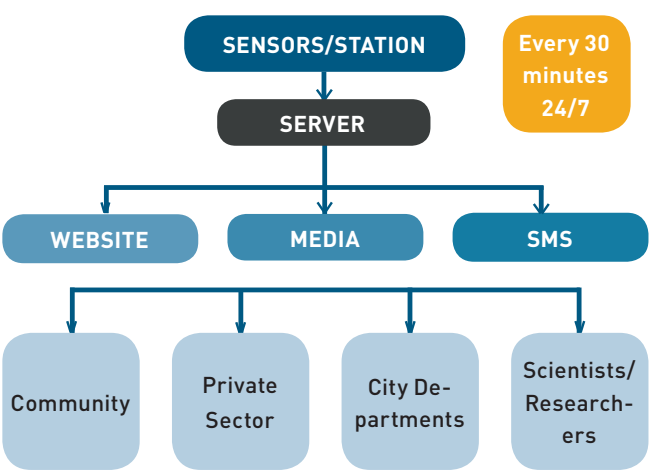 SENSORS/STATION
Every 30
minutes
24/7
SERVER
WEBSITE
MEDIA
SMS
Community
Private
Sector
City De-
partments
Scientists/
Research-
ers